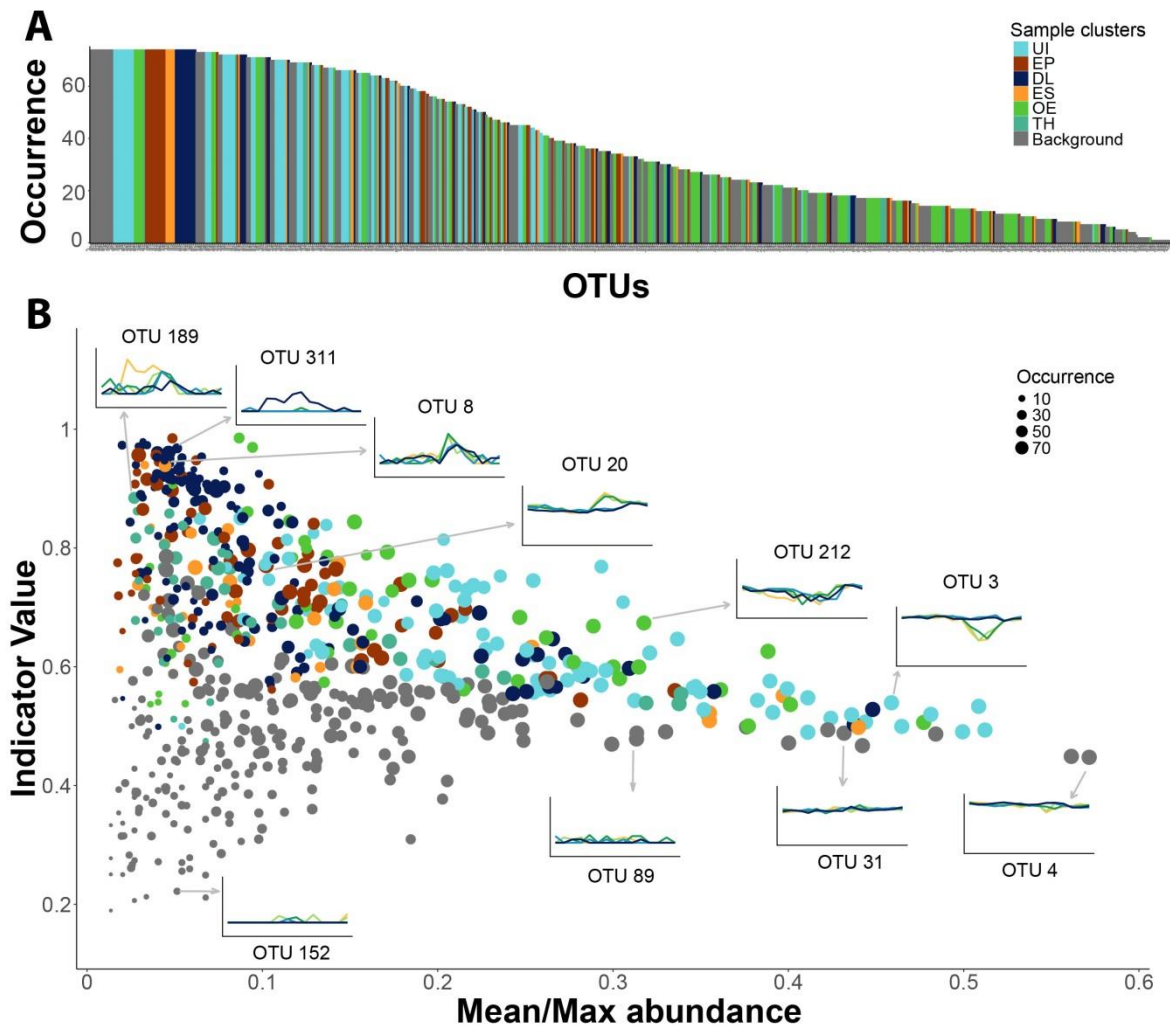 A
Occurrence
60
40
20
0
OTUs
Sample clusters
UI
EP
DL
ES
OE
TH
Background
B
OTU 189
OTU 311
OTU 8
OTU 20
OTU 212
OTU 3
Occurrence
10
30
50
70
Indicator Value
1
0.8
0.6
0.4
0.2
OTU 89
OTU 31
OTU 4
OTU 152
0
0.1
0.2
0.3
0.4
0.5
0.6
Mean/Max abundance